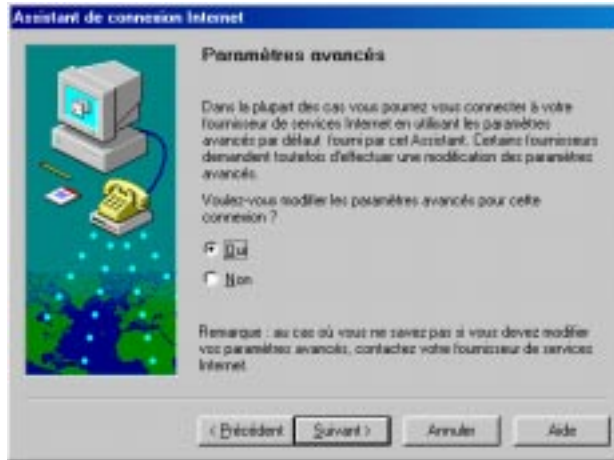 Assistant de connexion Internet
Paramètres avancés
Dans la plupart des cas vous pourrez vous connecter à votre
fournisseur de services Internet en utilisant les paramètres
avancés par défaut fourni par cet Assistant. Certains fournisseurs
demandent toutefois d'effectuer une modification des paramètres
avancés.
Voulez-vous modifier les paramètres avancés pour cette
connexion ?
Oui
Non
Remarque : au cas où vous ne savez pas si vous devez modifier
vos paramètres avancés, contactez votre fournisseur de services
Internet.
< Précédent
Suivant >
Annuler
Aide